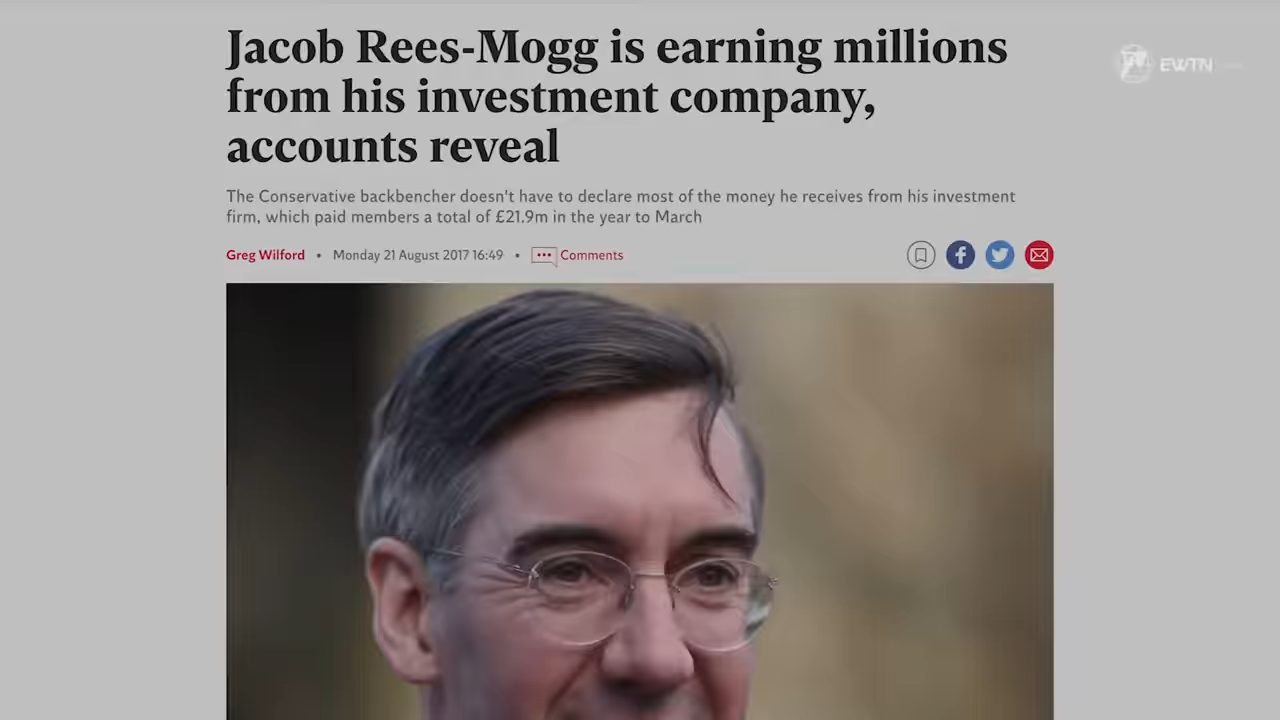 Jacob Rees-Mogg is earning millions
from his investment company,
accounts reveal
EWTN
The Conservative backbencher doesn't have to declare most of the money he receives from his investment
firm, which paid members a total of £21.9m in the year to March
Greg Wilford • Monday 21 August 2017 16:49 • Comments